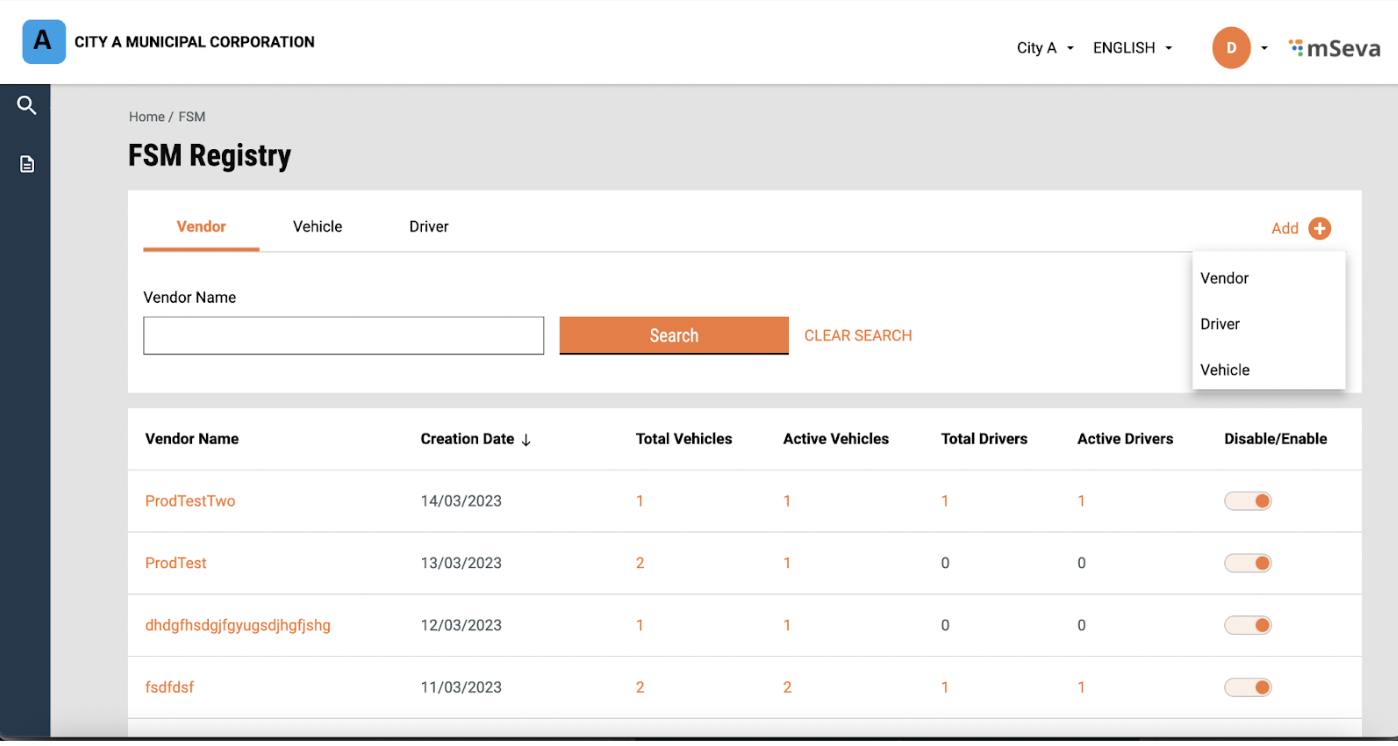 A CITY A MUNICIPAL CORPORATION City A ENGLISH D mSeva
Home / FSM
FSM Registry
Vendor Vehicle Driver Add
Vendor
Driver
Vehicle
Vendor Name
Search CLEAR SEARCH
Vendor Name Creation Date ↓ Total Vehicles Active Vehicles Total Drivers Active Drivers Disable/Enable
ProdTestTwo 14/03/2023 1 1 1 1
ProdTest 13/03/2023 2 1 0 0
dhdgfhsdgjfgyugsdjhgfjshg 12/03/2023 1 1 0 0
fsdfdsf 11/03/2023 2 2 1 1